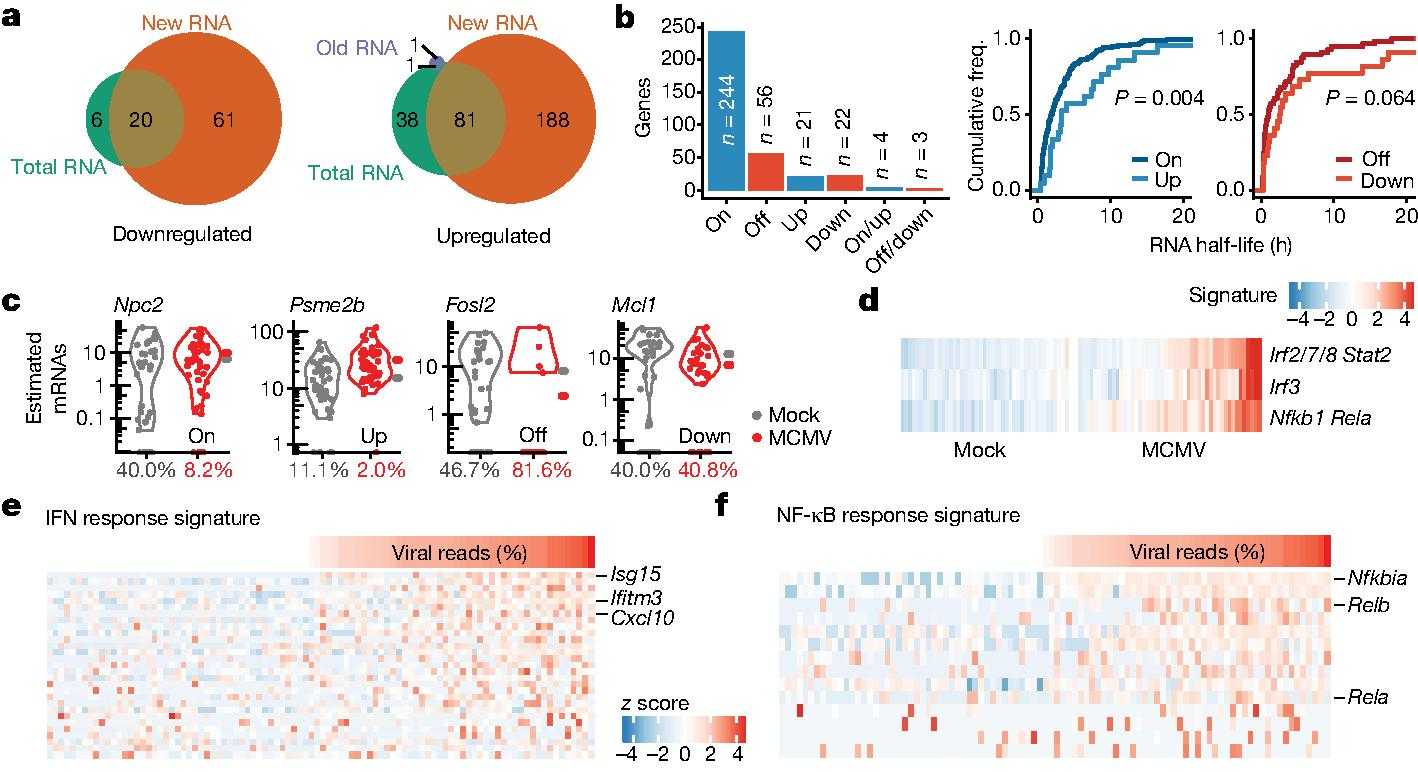 a
New RNA
Total RNA
6
20
61
Downregulated
New RNA
Old RNA
1
1
Total RNA
38
81
188
Upregulated
b
Genes
250
200
150
100
50
0
n = 244
n = 56
n = 21
n = 22
n = 4
n = 3
On
Off
Up
Down
On/up
Off/down
Cumulative freq.
1.0
0.5
0.0
P = 0.004
On
Up
0
10
20
1.0
0.5
0.0
P = 0.064
Off
Down
0
10
20
RNA half-life (h)
c
Estimated
mRNAs
Npc2
10
1
0.1
On
40.0%
8.2%
Psme2b
100
10
1
Up
11.1%
2.0%
Fosl2
10
1
Off
46.7%
81.6%
Mcl1
10
1
0.1
Down
40.0%
40.8%
Mock
MCMV
d
Signature
−4
−2
0
2
4
Irf2/7/8 Stat2
Irf3
Nfkb1 Rela
Mock
MCMV
e
IFN response signature
Viral reads (%)
Isg15
Ifitm3
Cxcl10
z score
−4
−2
0
2
4
f
NF-κB response signature
Viral reads (%)
Nfkbia
Relb
Rela